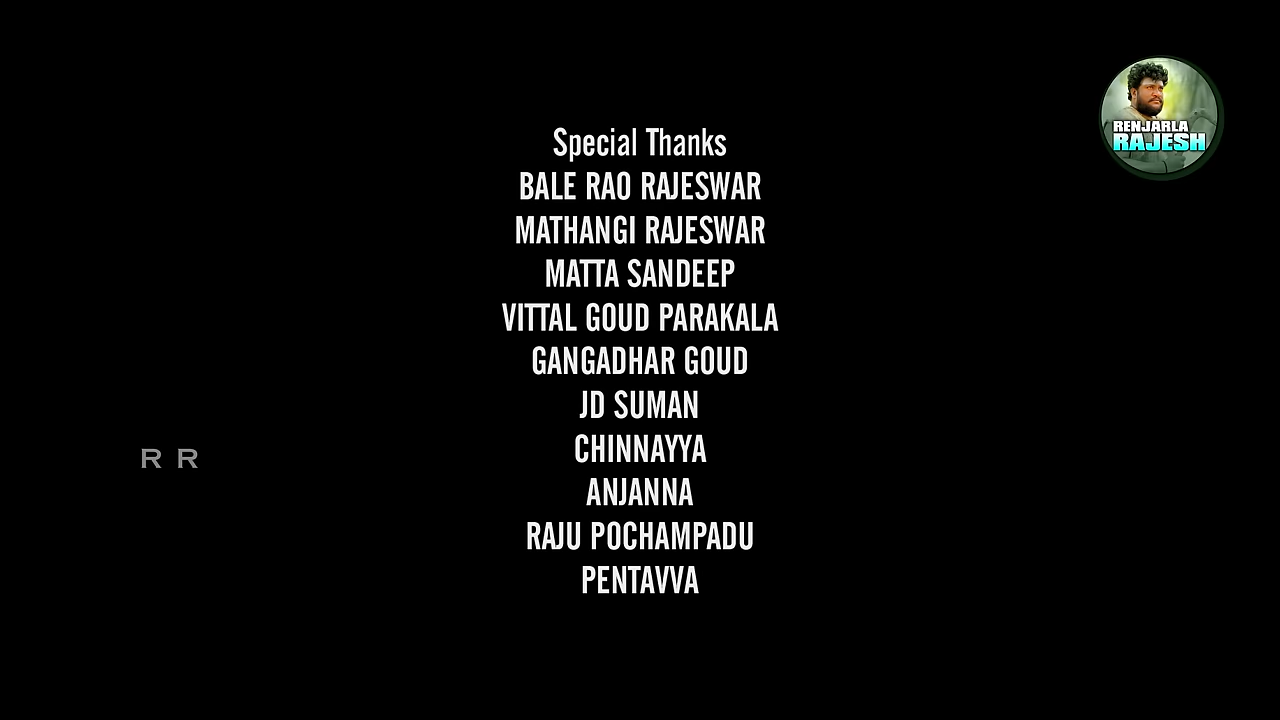 Special Thanks
BALE RAO RAJESWAR
MATHANGI RAJESWAR
MATTA SANDEEP
VITTAL GOUD PARAKALA
GANGADHAR GOUD
JD SUMAN
CHINNAYYA
ANJANNA
RAJU POCHAMPADU
PENTAVVA
R R
RENJARLA
RAJESH